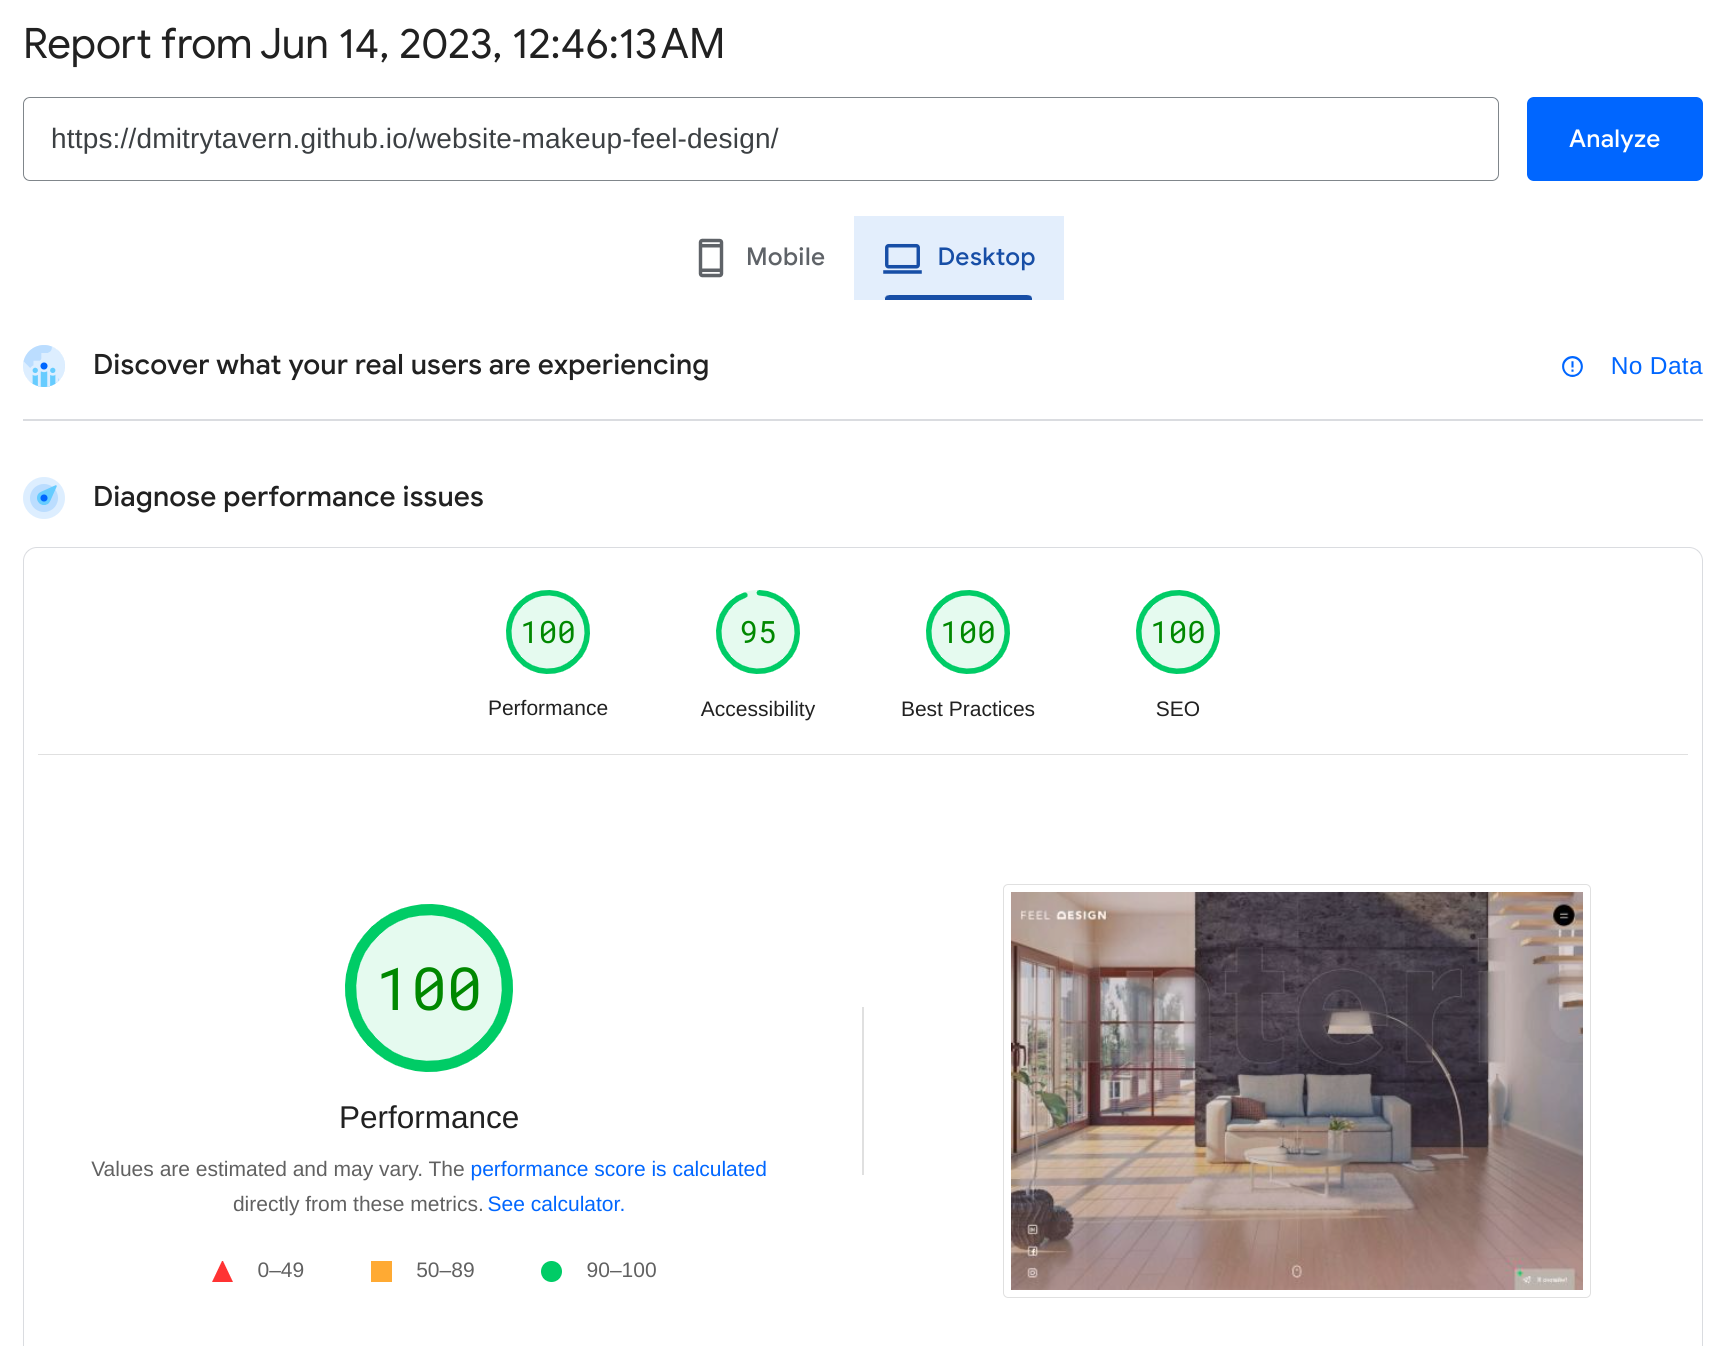 Report from Jun 14, 2023, 12:46:13 AM
https://dmitrytavern.github.io/website-makeup-feel-design/
Analyze
Mobile
Desktop
Discover what your real users are experiencing
No Data
Diagnose performance issues
100
95
100
100
Performance
Accessibility
Best Practices
SEO
100
Performance
Values are estimated and may vary. The performance score is calculated
directly from these metrics. See calculator.
0–49
50–89
90–100
FEEL DESIGN
nteri